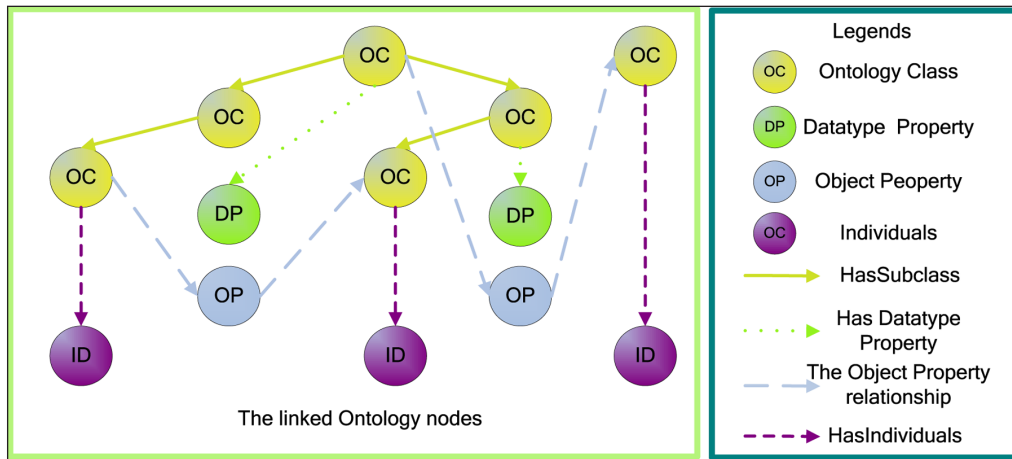 OC
OC
OC
OC
OC
OC
DP
DP
OP
OP
ID
ID
ID
The linked Ontology nodes
Legends
OC Ontology Class
DP Datatype Property
OP Object Peoperty
OC Individuals
HasSubclass
Has Datatype
Property
The Object Property
relationship
HasIndividuals